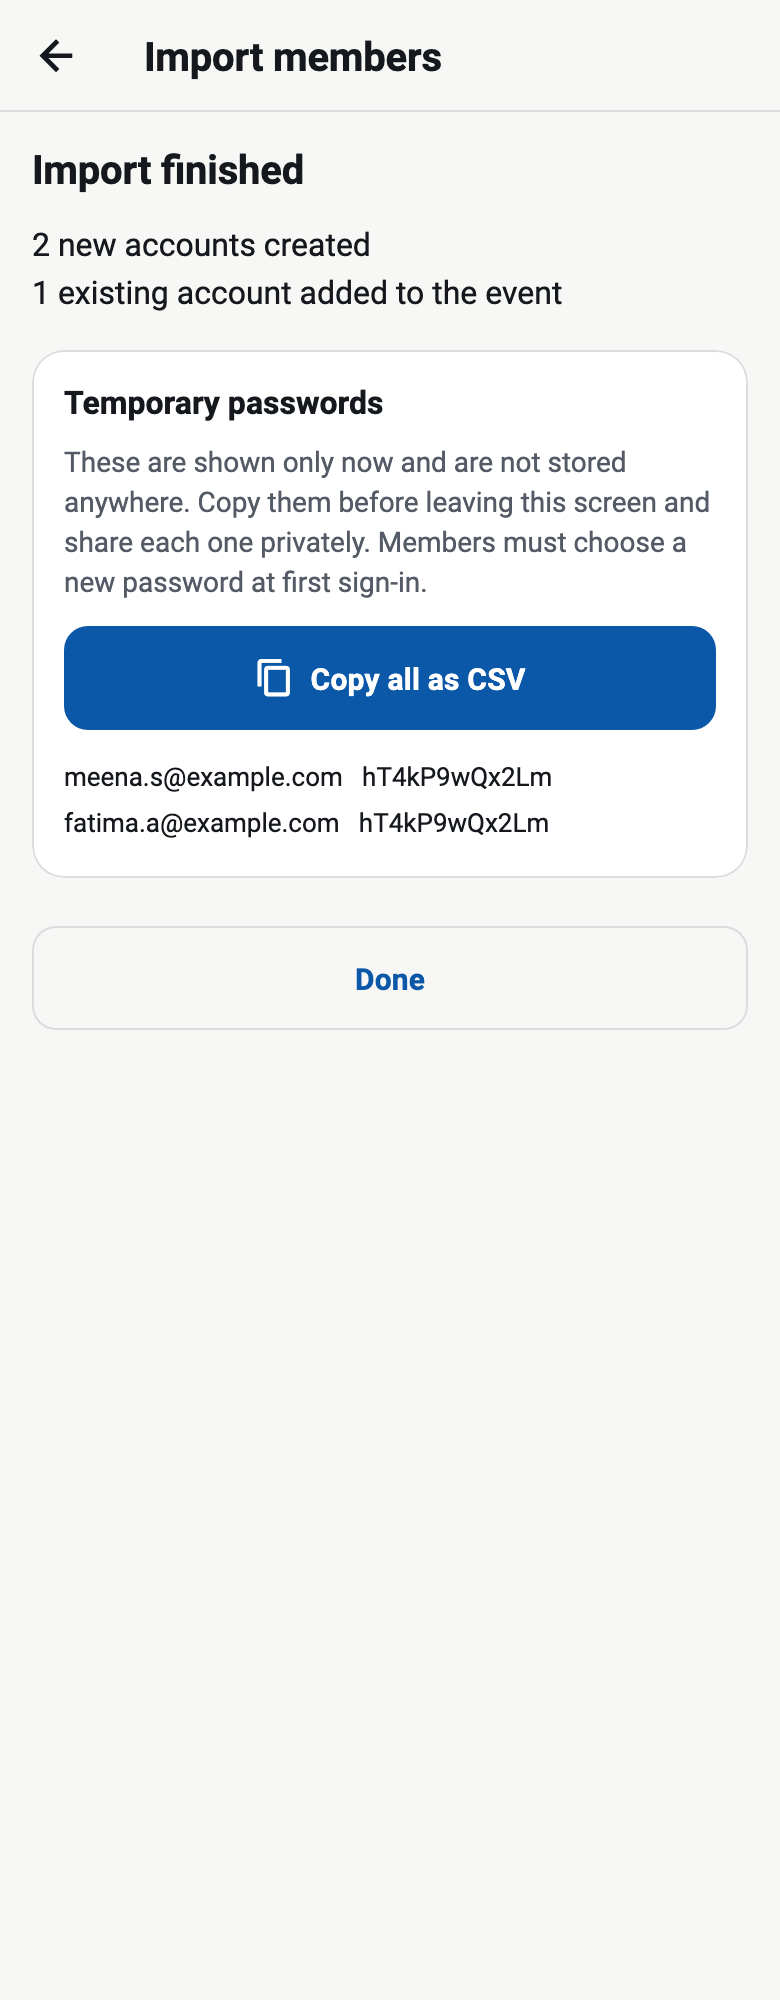 Import members
Import finished
2 new accounts created
1 existing account added to the event
Temporary passwords
These are shown only now and are not stored
anywhere. Copy them before leaving this screen and
share each one privately. Members must choose a
new password at first sign-in.
Copy all as CSV
meena.s@example.com hT4kP9wQx2Lm
fatima.a@example.com hT4kP9wQx2Lm
Done